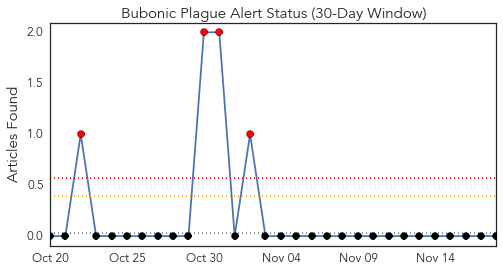 Bubonic Plague Alert Status (30-Day Window)
Articles Found
2.0
1.5
1.0
0.5
0.0
Oct 20 Oct 25 Oct 30 Nov 04 Nov 09 Nov 14